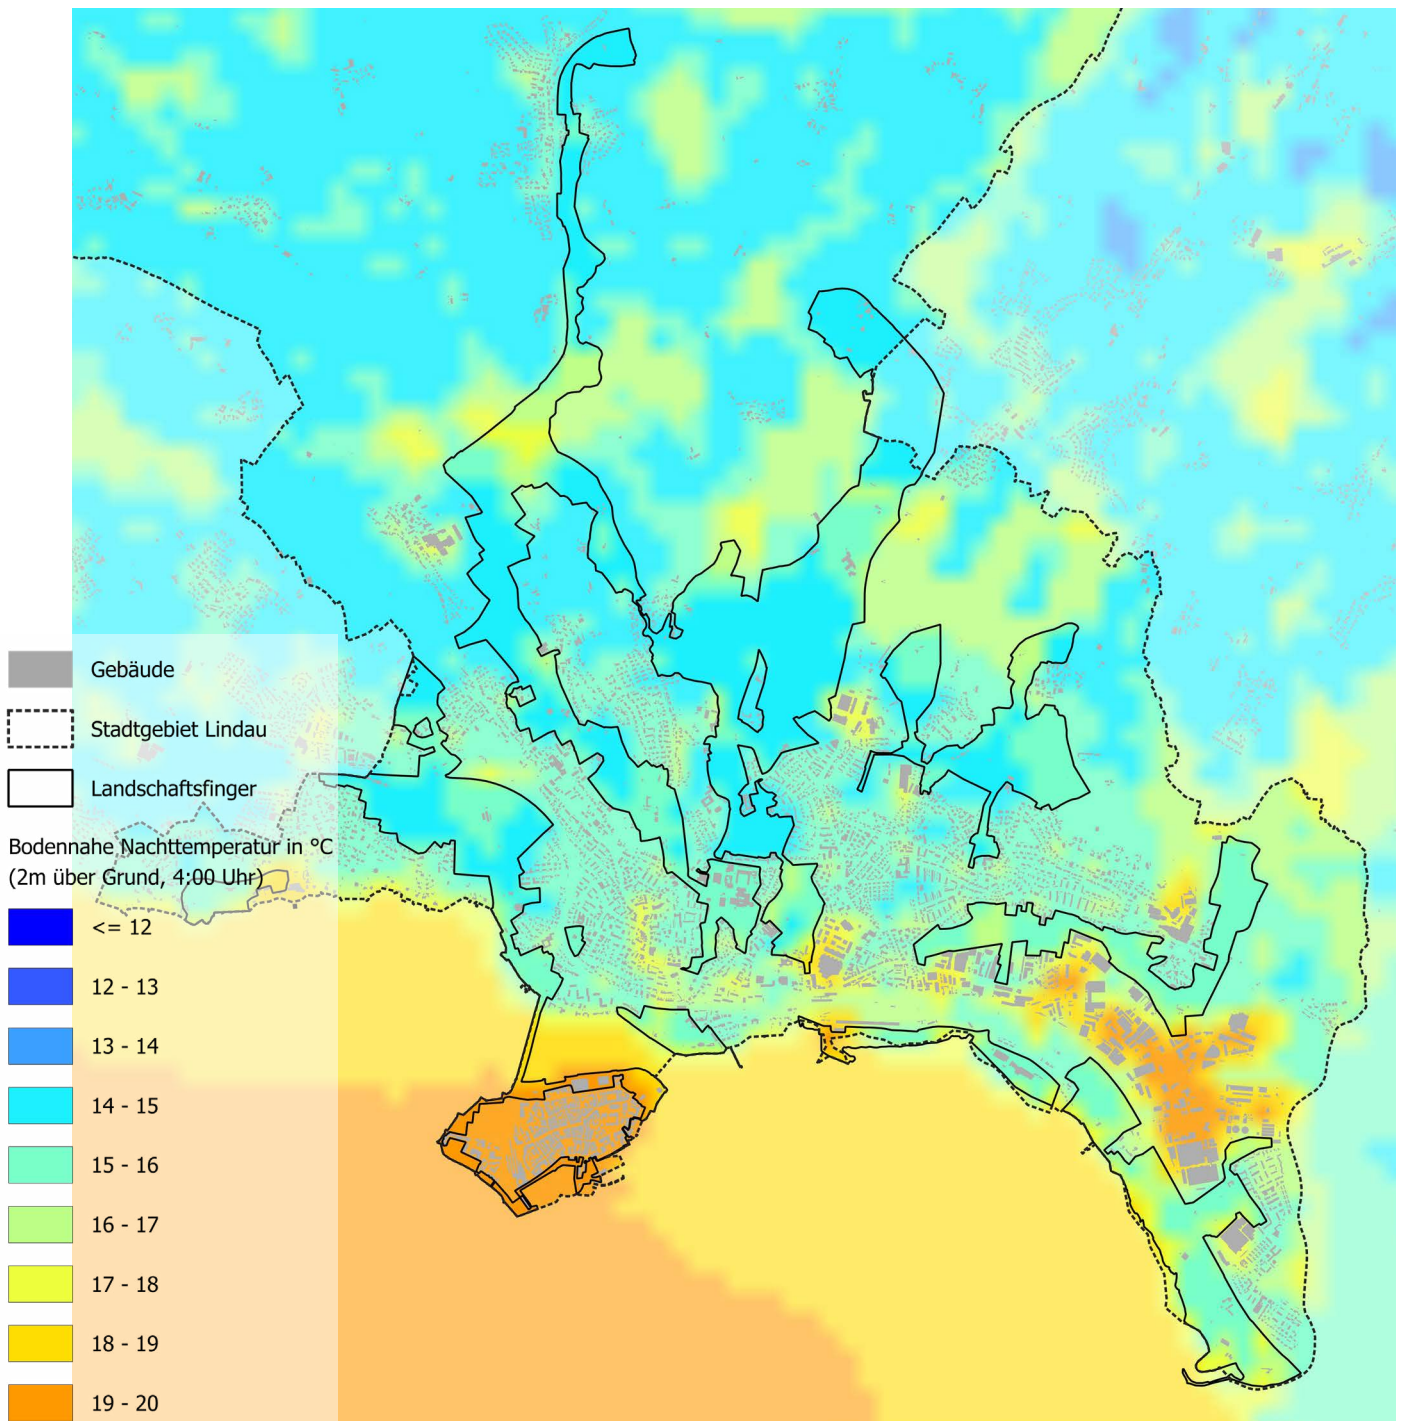 Gebäude
Stadtgebiet Lindau
Landschaftsfinger
Bodennahe Nachttemperatur in °C
(2m über Grund, 4:00 Uhr)
<= 12
12 - 13
13 - 14
14 - 15
15 - 16
16 - 17
17 - 18
18 - 19
19 - 20